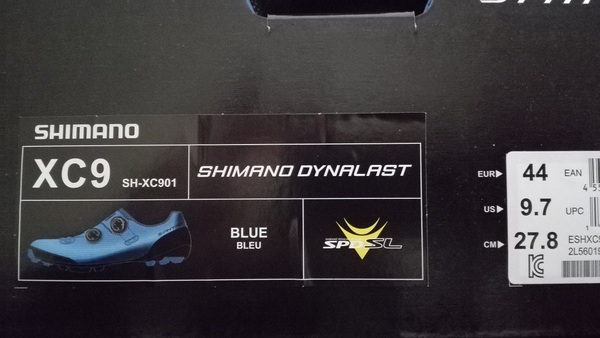 SHIMANO
XC9 SH-XC901
SHIMANO DYNALAST
BLUE
BLEU
SPD-SL
EUR 44 EAN
US 9.7 UPC
CM 27.8